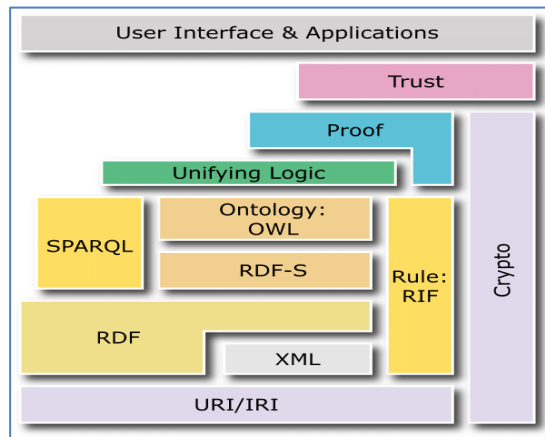 User Interface & Applications
Trust
Proof
Unifying Logic
Ontology:
OWL
SPARQL
RDF-S
Rule:
RIF
Crypto
RDF
XML
URI/IRI